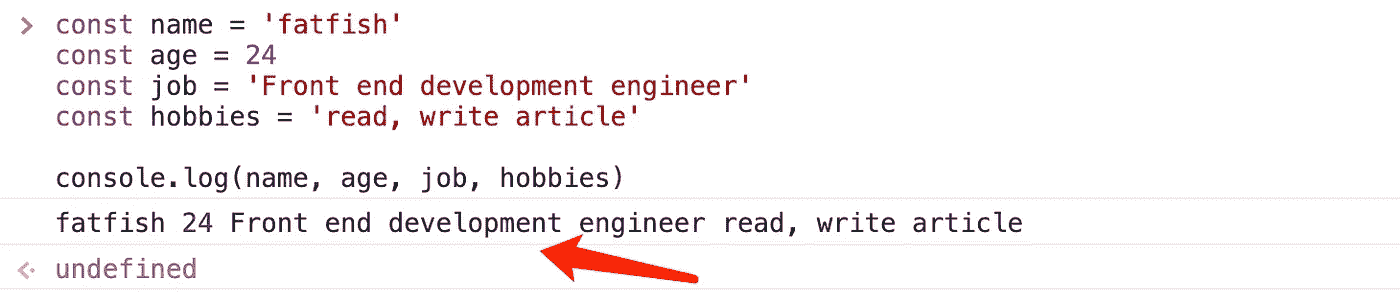 const name = 'fatfish'
const age = 24
const job = 'Front end development engineer'
const hobbies = 'read, write article'
console.log(name, age, job, hobbies)
fatfish 24 Front end development engineer read, write article
undefined